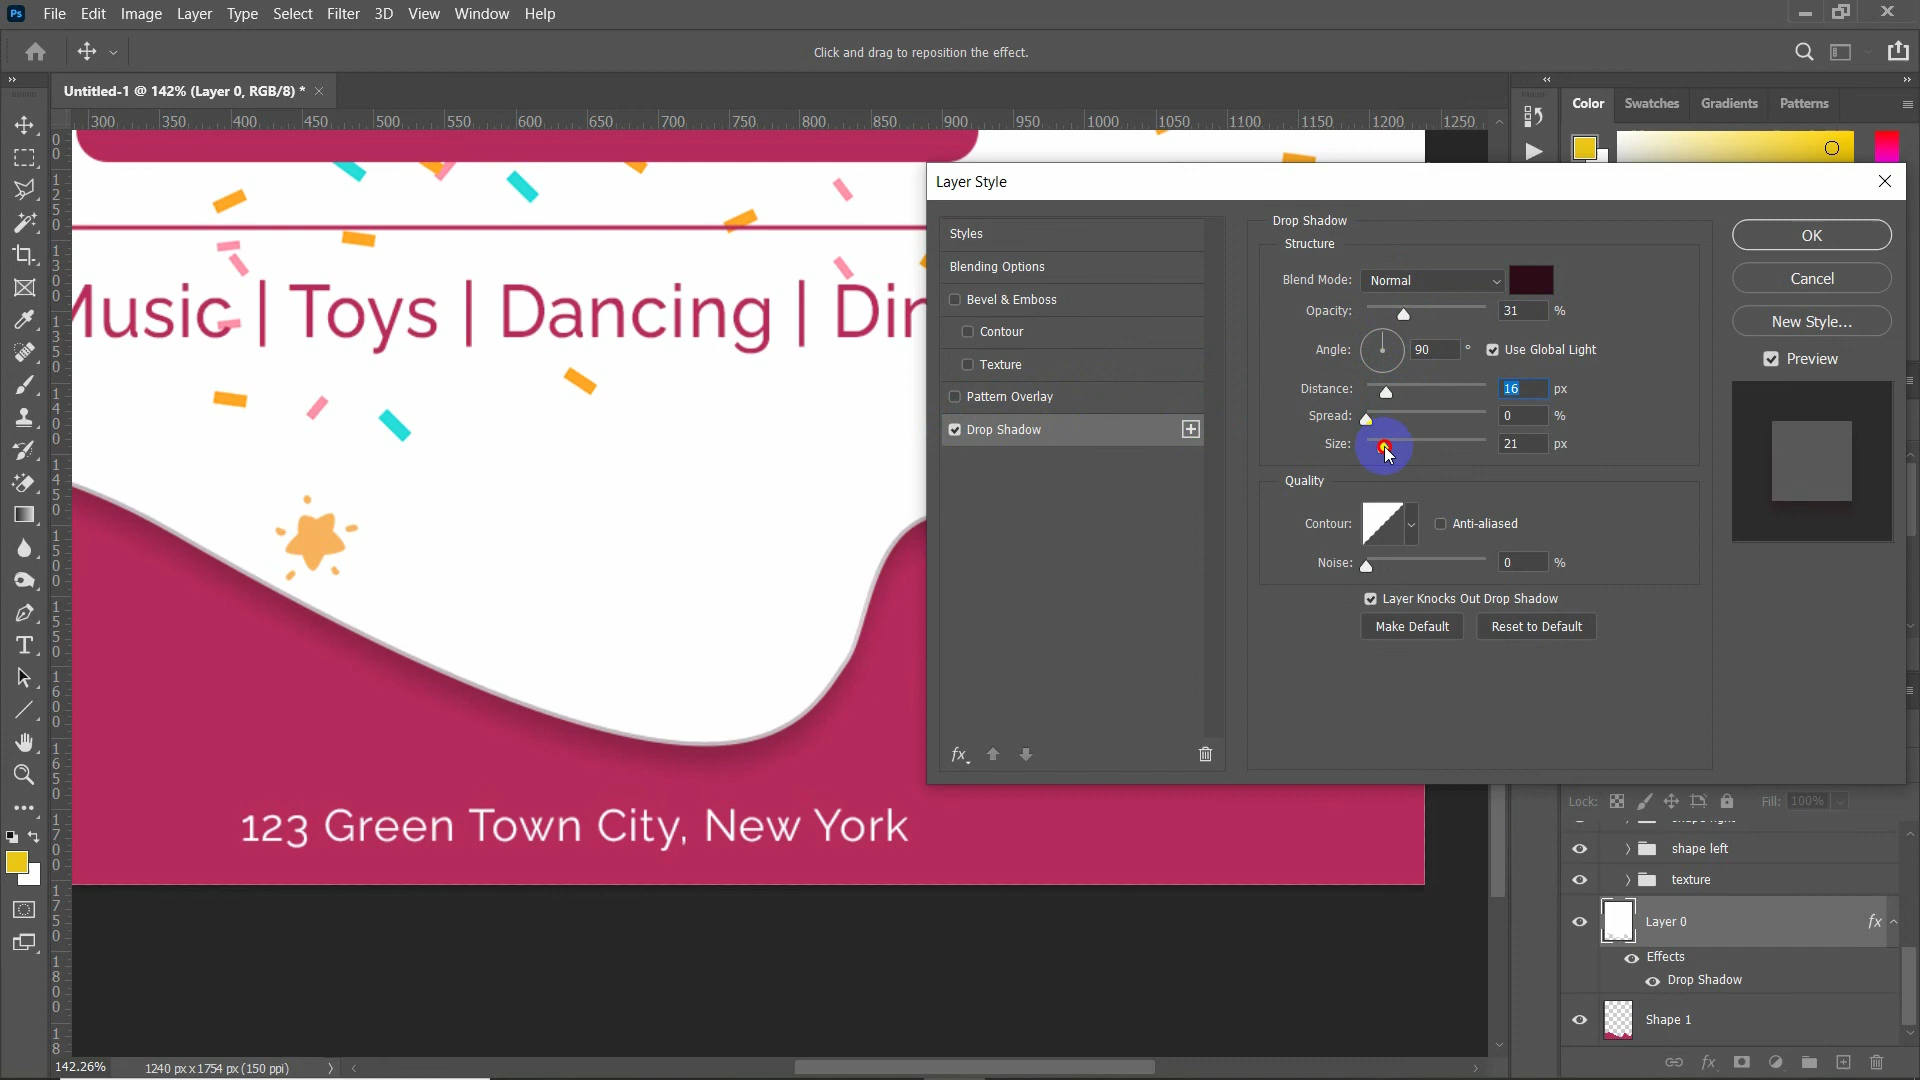 Ps File Edit Image Layer Type Select Filter 3D View Window Help
Click and drag to reposition the effect.
Untitled-1 @ 142% (Layer 0, RGB/8) *
Color Swatches Gradients Patterns
300 350 400 450 500 550 600 650 700 750 800 850 900 950 1000 1050 1100 1150 1200 1250
Layer Style
Styles
Blending Options
Bevel & Emboss
Contour
Texture
Pattern Overlay
Drop Shadow
Drop Shadow
Structure
Blend Mode: Normal
Opacity: 31 %
Angle: 90 ° Use Global Light
Distance: 16 px
Spread: 0 %
Size: 21 px
Quality
Contour: Anti-aliased
Noise: 0 %
Layer Knocks Out Drop Shadow
Make Default Reset to Default
OK
Cancel
New Style...
Preview
fx
Music | Toys | Dancing | Din
123 Green Town City, New York
Lock: Fill: 100%
shape left
texture
Layer 0 fx
Effects
Drop Shadow
Shape 1
fx
142.26% 1240 px x 1754 px (150 ppi)